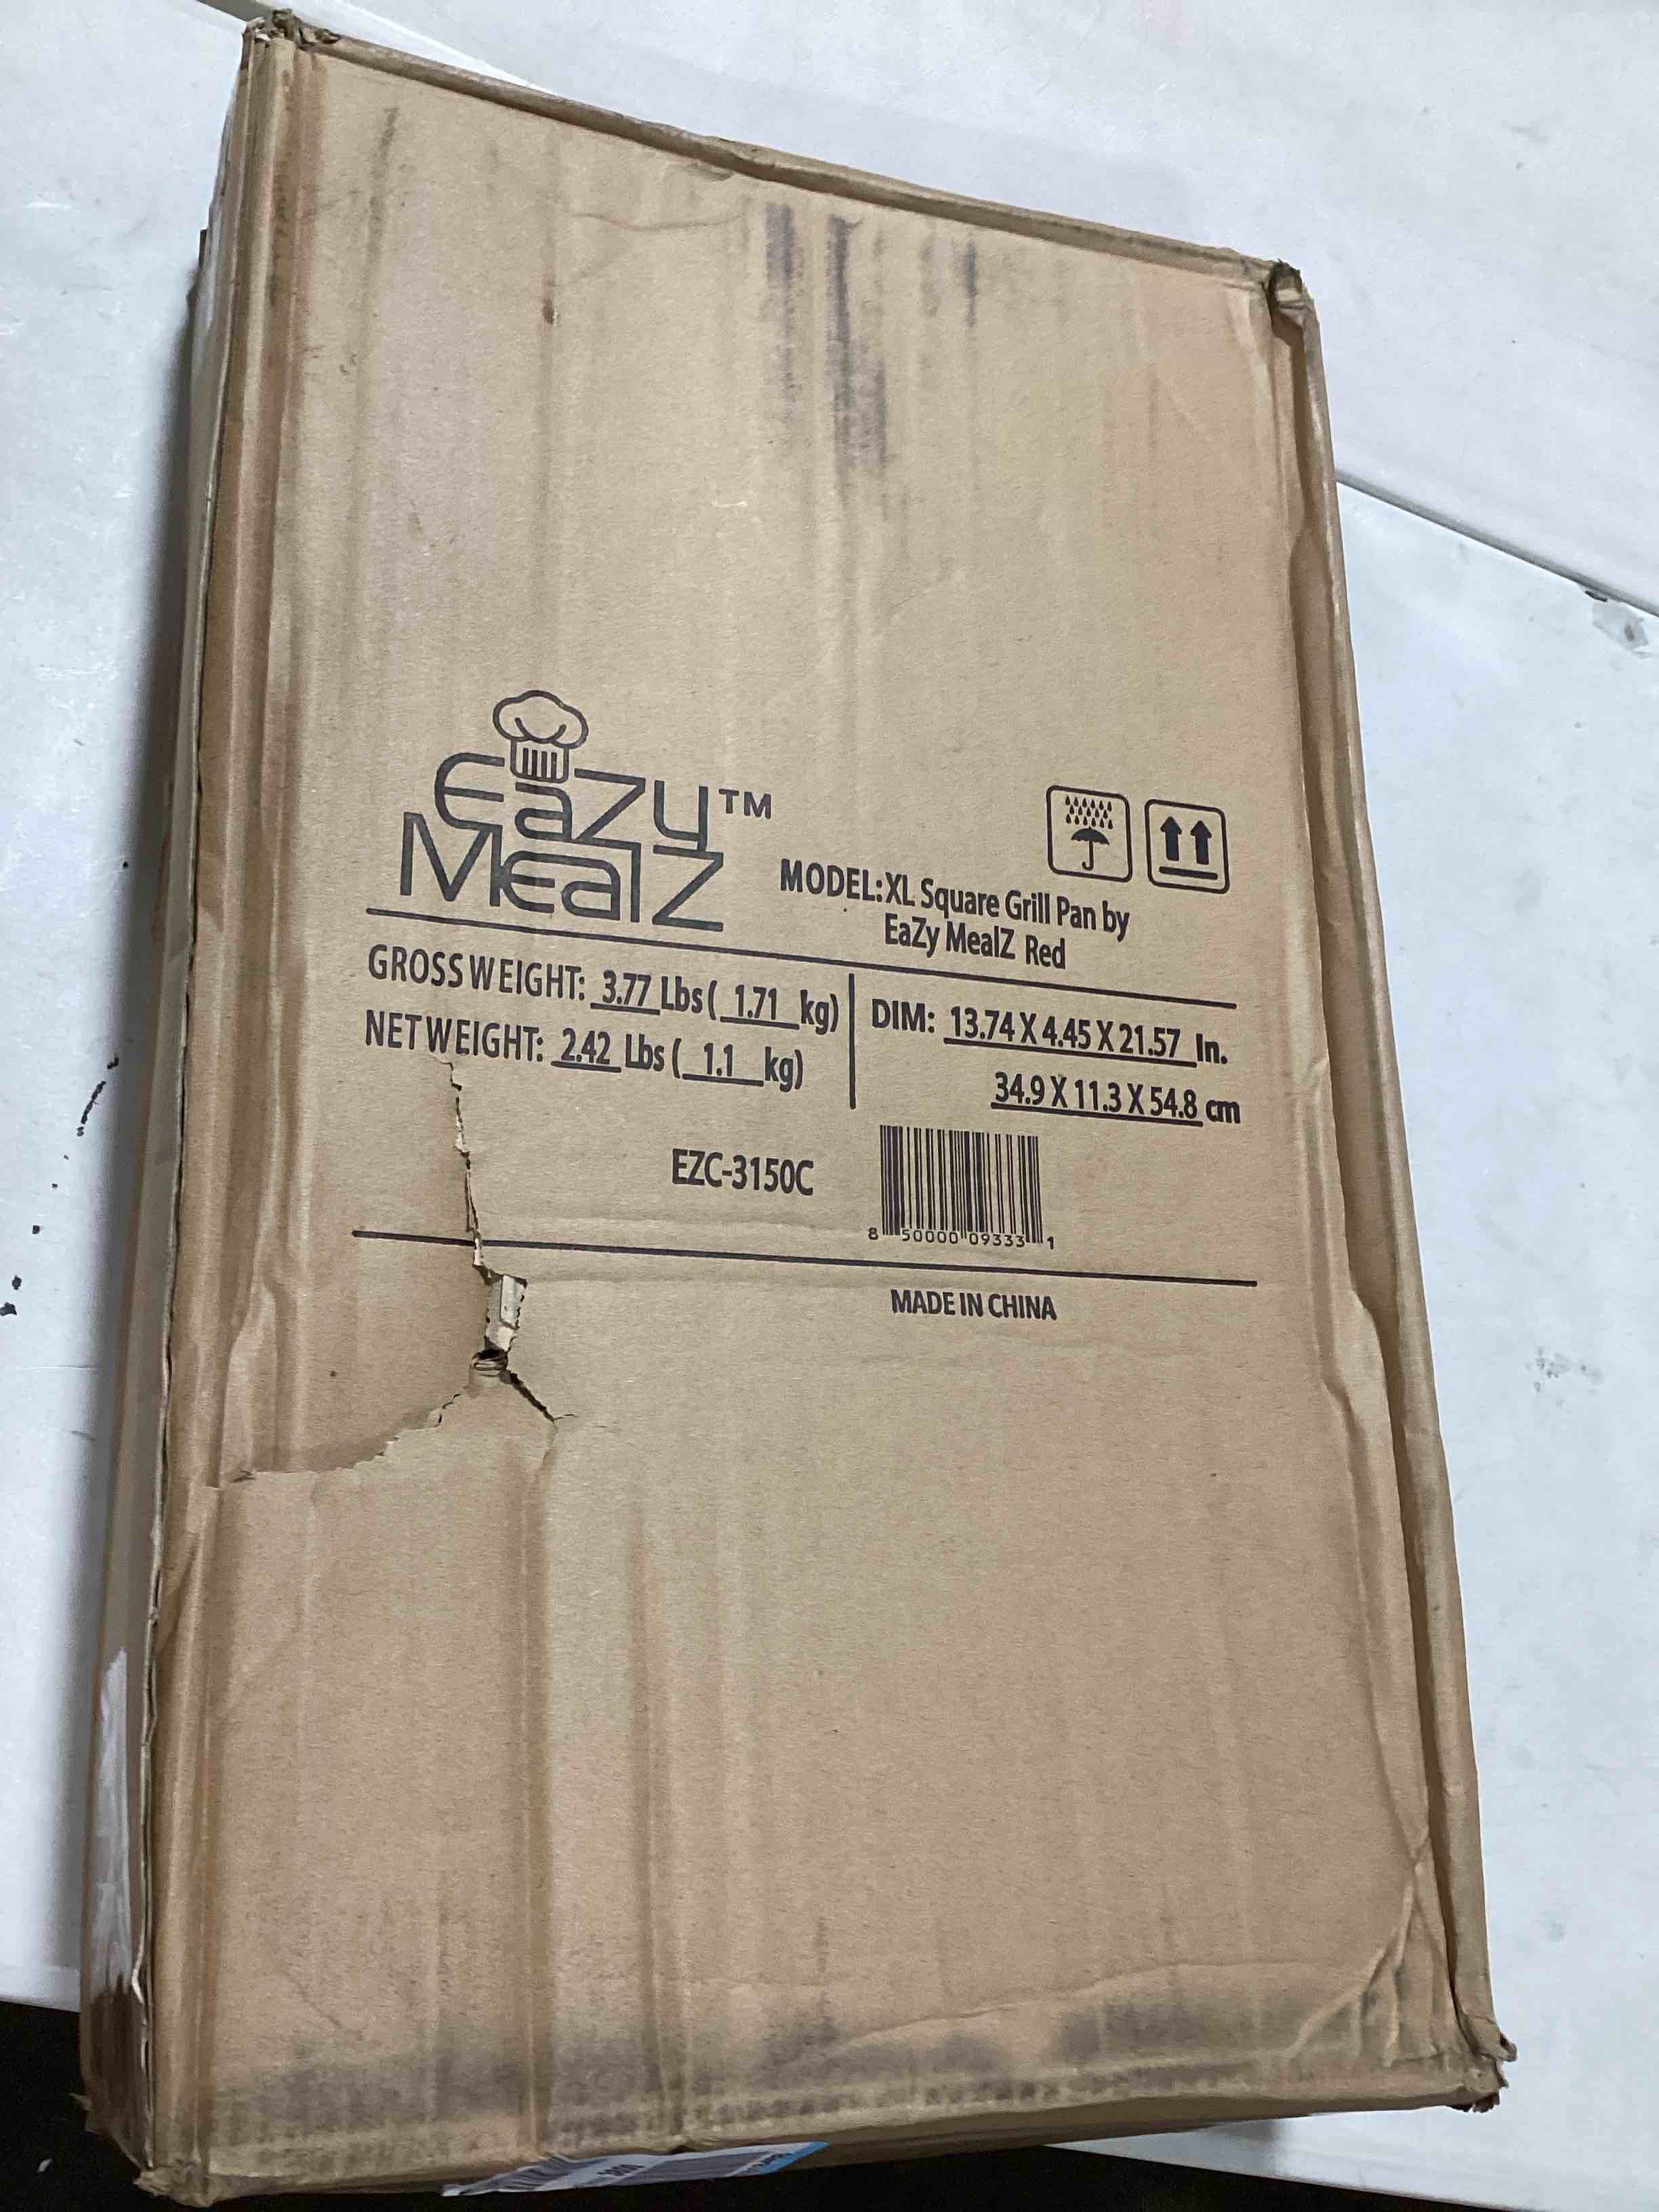 EaZy™
MealZ
MODEL:XL Square Grill Pan by
EaZy MealZ Red
GROSS WEIGHT: 3.77 Lbs( 1.71 kg)
NET WEIGHT: 2.42 Lbs ( 1.1 kg)
DIM: 13.74 X 4.45 X 21.57 In.
34.9 X 11.3 X 54.8 cm
EZC-3150C
8 50000 09333 1
MADE IN CHINA